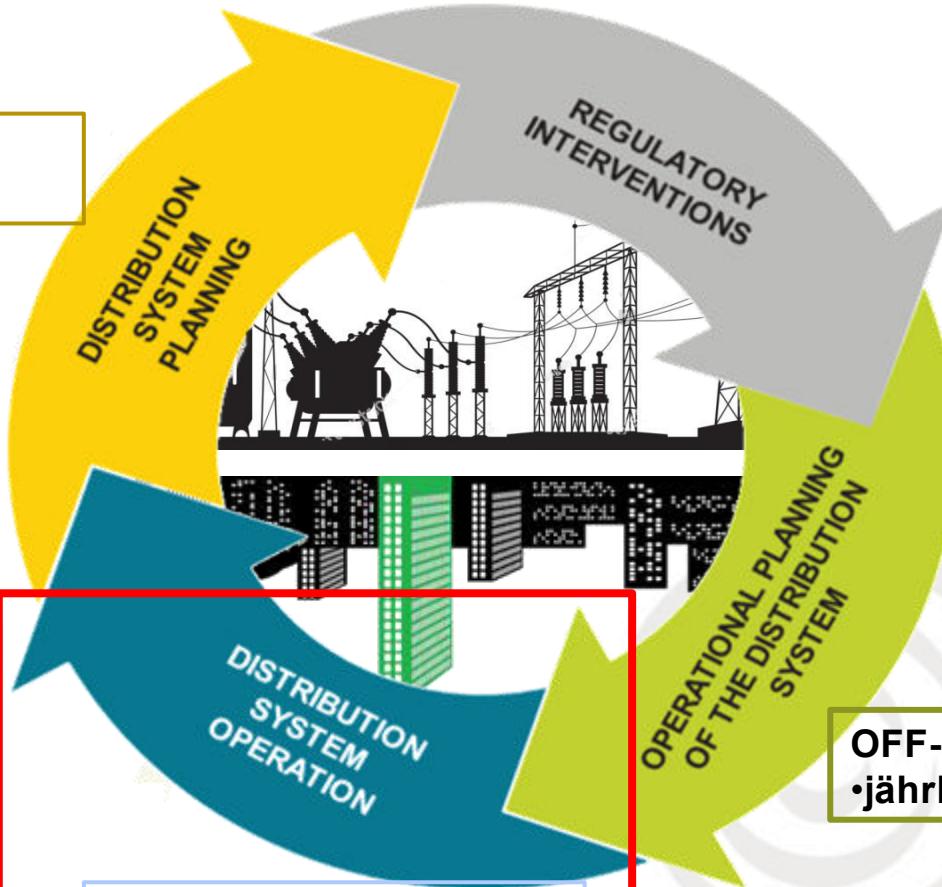 REGULATORY
INTERVENTIONS
DISTRIBUTION
SYSTEM
PLANNING
OPERATIONAL PLANNING
OF THE DISTRIBUTION
SYSTEM
DISTRIBUTION
SYSTEM
OPERATION
OFF-
•jährl